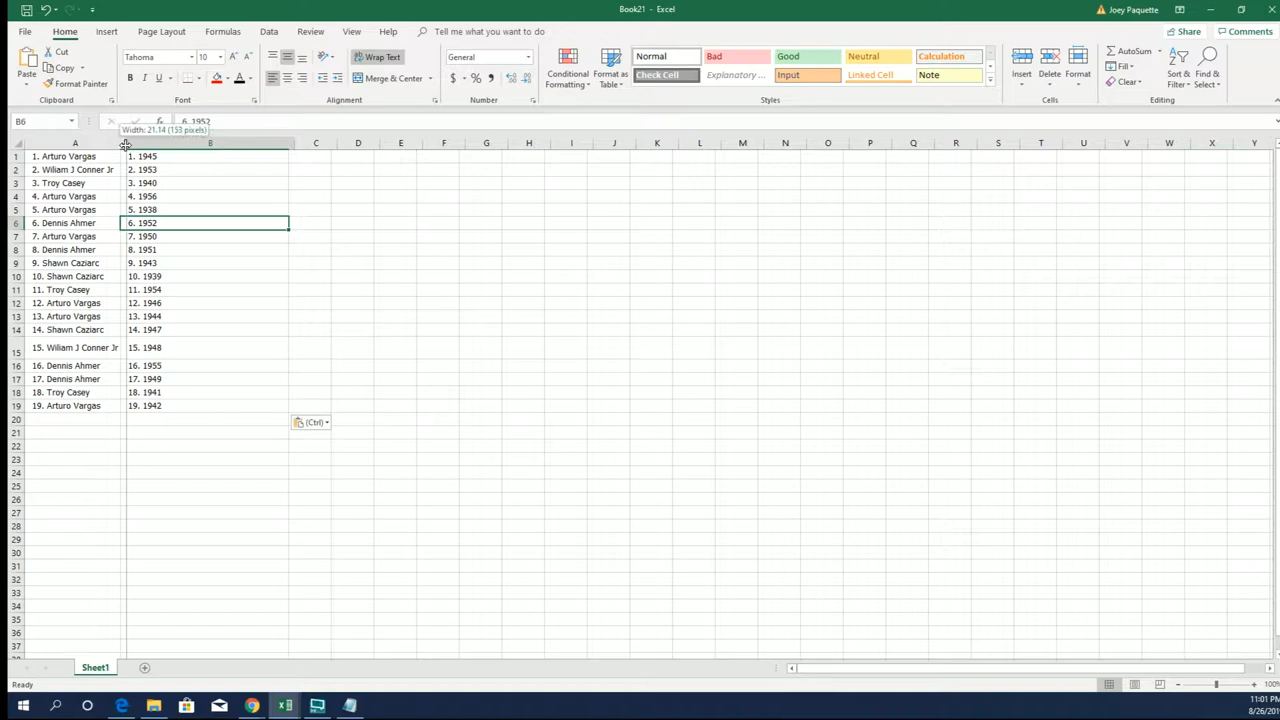 Book21 - Excel
Joey Paquette
File Home Insert Page Layout Formulas Data Review View Help Tell me what you want to do Share Comments
Paste Cut Copy Format Painter Clipboard
Tahoma 10 B I U A Font
Wrap Text Merge & Center Alignment
General $ % Number
Conditional Formatting Format as Table
Normal Bad Good Neutral Calculation
Check Cell Explanatory ... Input Linked Cell Note
Styles
Insert Delete Format Cells
AutoSum Fill Clear Sort & Filter Find & Select Editing
B6 fx 6. 1952
Width: 21.14 (153 pixels)
A B C D E F G H I J K L M N O P Q R S T U V W X Y
1 1. Arturo Vargas 1. 1945
2 2. Wiliam J Conner Jr 2. 1953
3 3. Troy Casey 3. 1940
4 4. Arturo Vargas 4. 1956
5 5. Arturo Vargas 5. 1938
6 6. Dennis Ahmer 6. 1952
7 7. Arturo Vargas 7. 1950
8 8. Dennis Ahmer 8. 1951
9 9. Shawn Caziarc 9. 1943
10 10. Shawn Caziarc 10. 1939
11 11. Troy Casey 11. 1954
12 12. Arturo Vargas 12. 1946
13 13. Arturo Vargas 13. 1944
14 14. Shawn Caziarc 14. 1947
15 15. Wiliam J Conner Jr 15. 1948
16 16. Dennis Ahmer 16. 1955
17 17. Dennis Ahmer 17. 1949
18 18. Troy Casey 18. 1941
19 19. Arturo Vargas 19. 1942
20 (Ctrl)
21
22
23
24
25
26
27
28
29
30
31
32
33
34
35
36
37
Sheet1
Ready 100%
11:01 PM